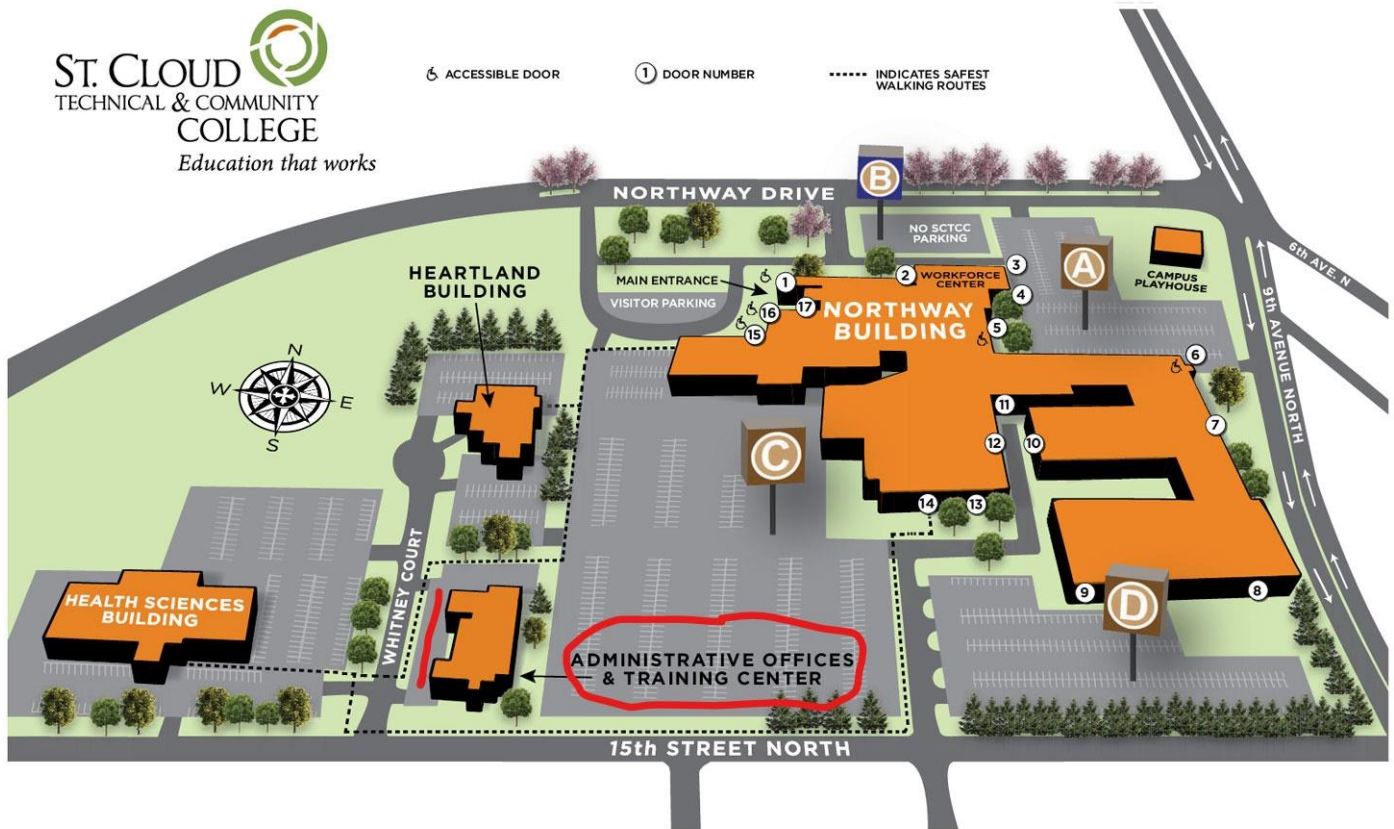 ST. CLOUD
TECHNICAL & COMMUNITY
COLLEGE
Education that works
ACCESSIBLE DOOR
1 DOOR NUMBER
INDICATES SAFEST
WALKING ROUTES
NORTHWAY DRIVE
B
NO SCTCC
PARKING
A
CAMPUS
PLAYHOUSE
6th AVE. N
9th AVENUE NORTH
HEARTLAND
BUILDING
MAIN ENTRANCE
VISITOR PARKING
1
2
WORKFORCE
CENTER
3
4
5
6
7
16
17
15
NORTHWAY
BUILDING
N
W
E
S
C
11
12
10
14
13
9
8
D
WHITNEY COURT
HEALTH SCIENCES
BUILDING
ADMINISTRATIVE OFFICES
& TRAINING CENTER
15th STREET NORTH